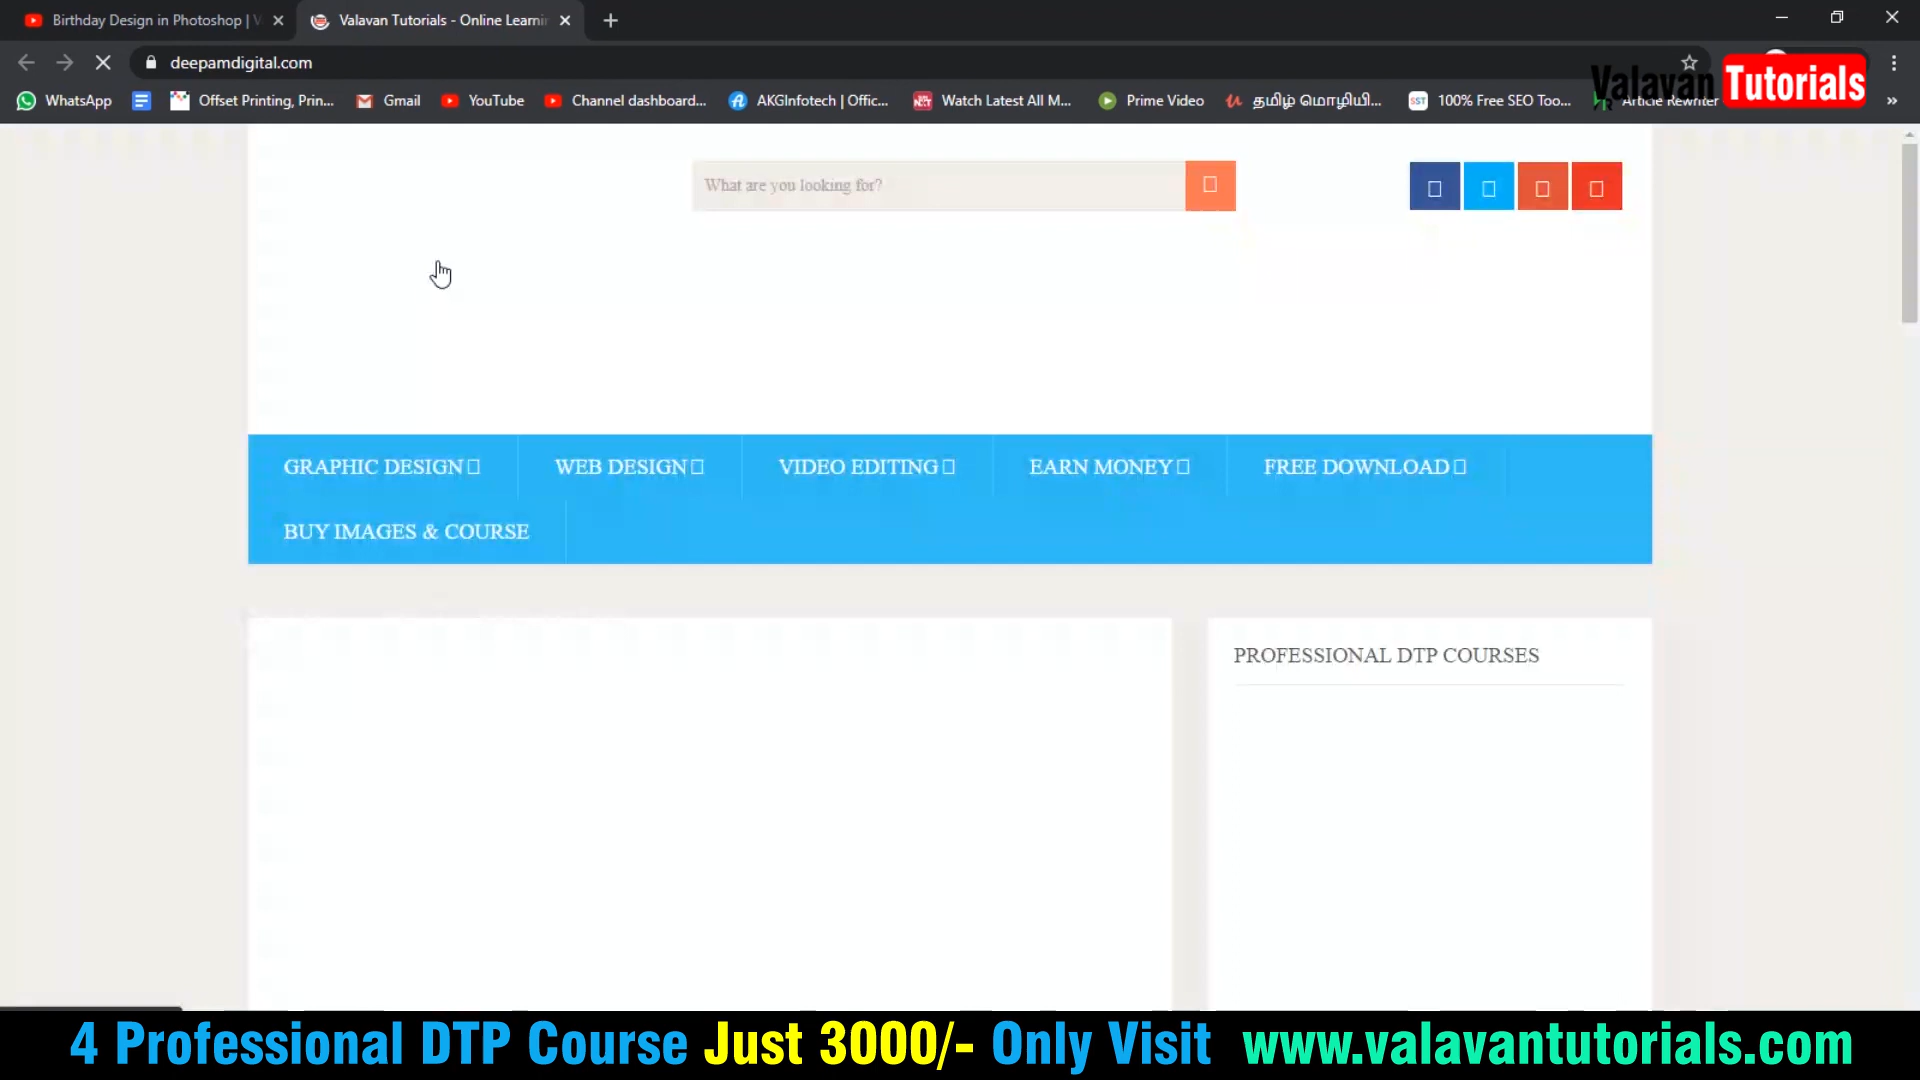 Birthday Design in Photoshop |
Valavan Tutorials - Online Learni
deepamdigital.com
Valavan Tutorials
WhatsApp
Offset Printing, Prin...
Gmail
YouTube
Channel dashboard...
AKGInfotech | Offic...
Watch Latest All M...
Prime Video
தமிழ் மொழியி...
100% Free SEO Too...
Article Rewriter
What are you looking for?
GRAPHIC DESIGN
WEB DESIGN
VIDEO EDITING
EARN MONEY
FREE DOWNLOAD
BUY IMAGES & COURSE
PROFESSIONAL DTP COURSES
4 Professional DTP Course Just 3000/- Only Visit www.valavantutorials.com